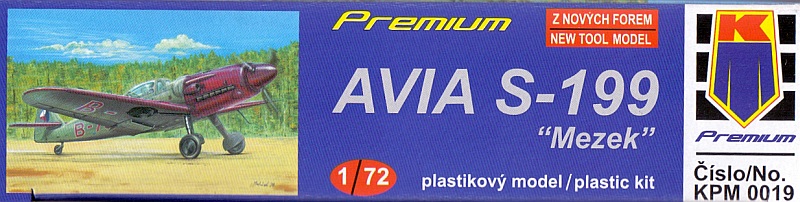 Premium
Z NOVÝCH FOREM
NEW TOOL MODEL
AVIA S-199
"Mezek"
1/72
plastikový model/plastic kit
K
Premium
Číslo/No.
KPM 0019
B-
B-